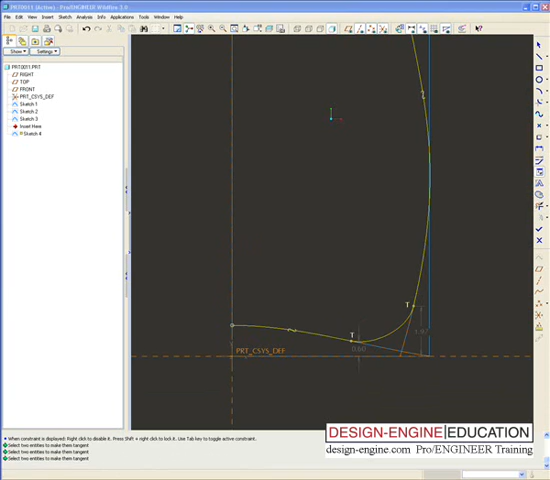 PRT0011 (Active) - Pro/ENGINEER Wildfire 3.0
File Edit View Insert Sketch Analysis Info Applications Tools Window Help
Show
Settings
PRT0011.PRT
RIGHT
TOP
FRONT
PRT_CSYS_DEF
Sketch 1
Sketch 2
Sketch 3
Insert Here
Sketch 4
T
T
0.60
PRT_CSYS_DEF
When constraint is displayed: Right click to disable it. Press Shift + right click to lock it. Use Tab key to toggle active constraint.
Select two entities to make them tangent
Select two entities to make them tangent
Select two entities to make them tangent
DESIGN-ENGINE|EDUCATION
design-engine.com Pro/ENGINEER Training